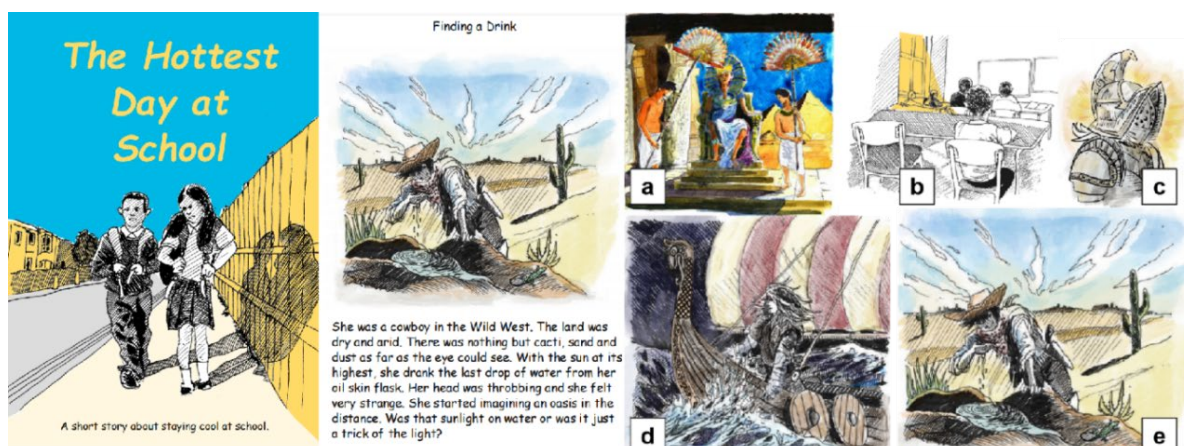 The Hottest
Day at
School
A short story about staying cool at school.
Finding a Drink
She was a cowboy in the Wild West. The land was
dry and arid. There was nothing but cacti, sand and
dust as far as the eye could see. With the sun at its
highest, she drank the last drop of water from her
oil skin flask. Her head was throbbing and she felt
very strange. She started imagining an oasis in the
distance. Was that sunlight on water or was it just
a trick of the light?
a
b
c
d
e